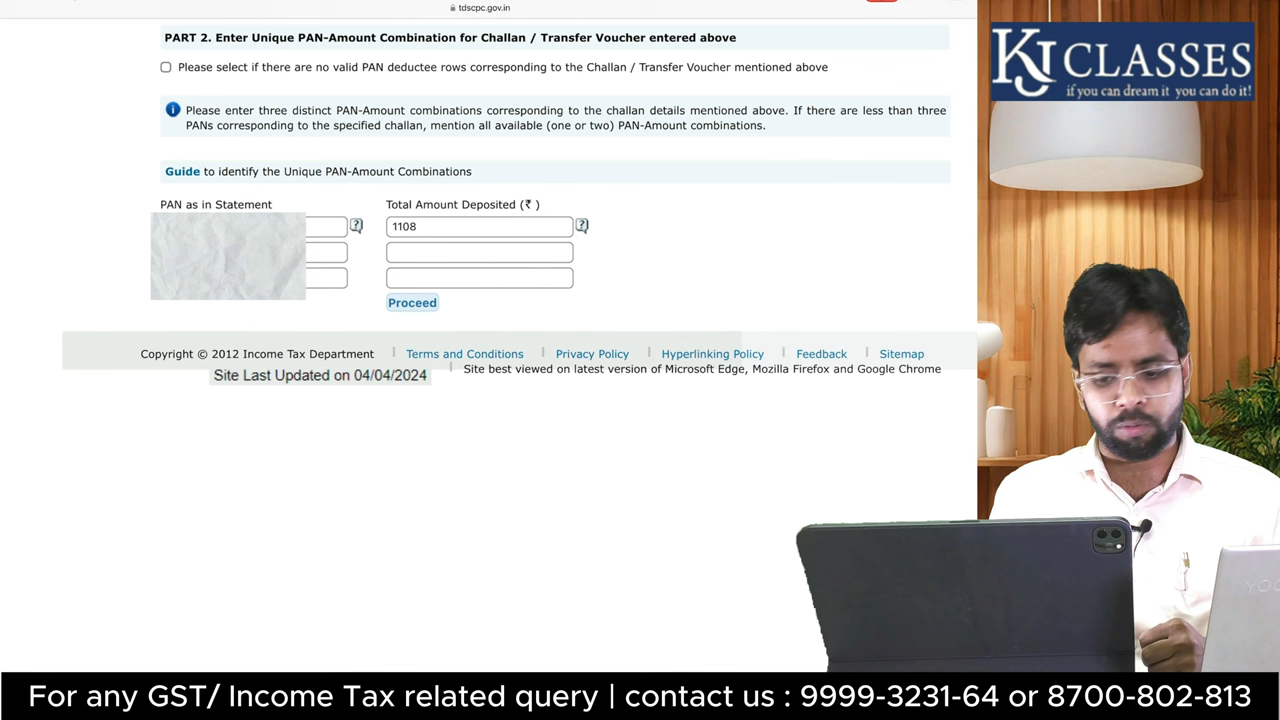 tdscpc.gov.in
PART 2. Enter Unique PAN-Amount Combination for Challan / Transfer Voucher entered above
Please select if there are no valid PAN deductee rows corresponding to the Challan / Transfer Voucher mentioned above
Please enter three distinct PAN-Amount combinations corresponding to the challan details mentioned above. If there are less than three
PANs corresponding to the specified challan, mention all available (one or two) PAN-Amount combinations.
Guide to identify the Unique PAN-Amount Combinations
PAN as in Statement Total Amount Deposited (₹ )
1108
Proceed
Copyright © 2012 Income Tax Department | Terms and Conditions | Privacy Policy | Hyperlinking Policy | Feedback | Sitemap
Site Last Updated on 04/04/2024 | Site best viewed on latest version of Microsoft Edge, Mozilla Firefox and Google Chrome
KJ CLASSES
if you can dream it you can do it!
For any GST/ Income Tax related query | contact us : 9999-3231-64 or 8700-802-813